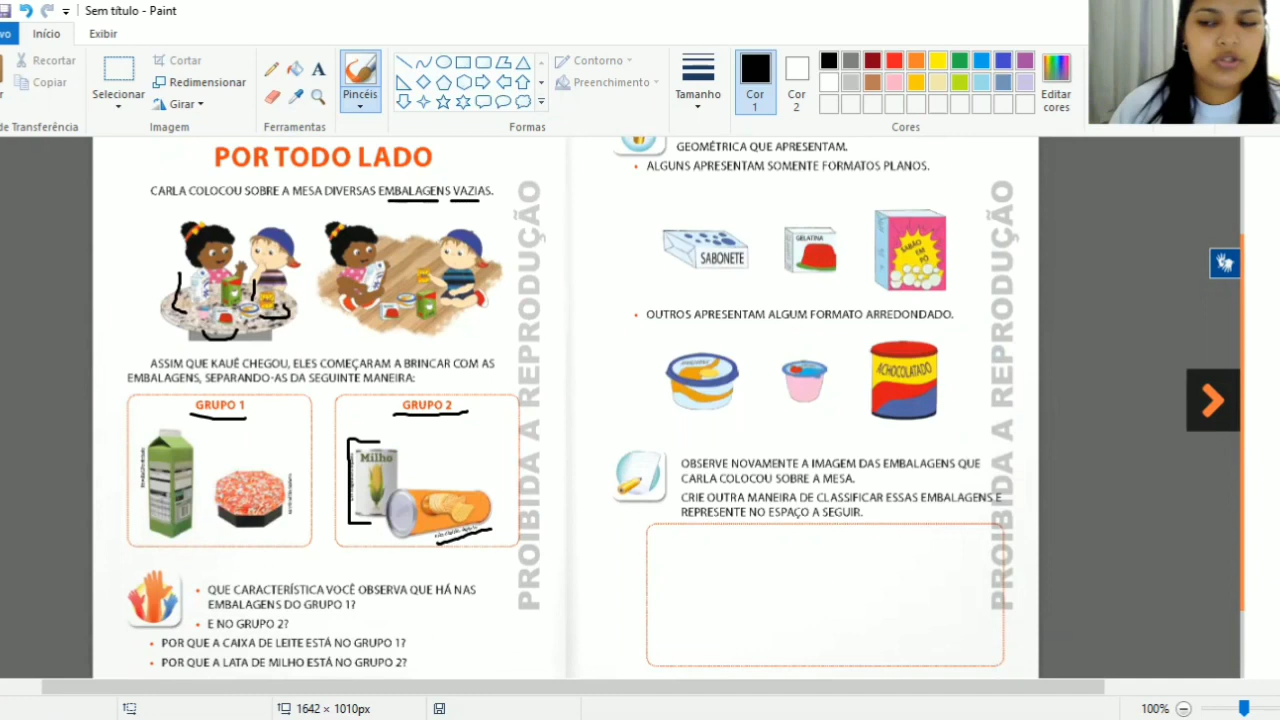 Sem título - Paint
Início
Exibir
Recortar
Copiar
de Transferência
Selecionar
Cortar
Redimensionar
Girar
Imagem
A
Ferramentas
Pincéis
Contorno
Preenchimento
Formas
Tamanho
Cor
1
Cor
2
Editar
cores
Cores
POR TODO LADO
CARLA COLOCOU SOBRE A MESA DIVERSAS EMBALAGENS VAZIAS.
ASSIM QUE KAUÊ CHEGOU, ELES COMEÇARAM A BRINCAR COM AS
EMBALAGENS, SEPARANDO-AS DA SEGUINTE MANEIRA:
GRUPO 1
GRUPO 2
Milho
• QUE CARACTERÍSTICA VOCÊ OBSERVA QUE HÁ NAS
EMBALAGENS DO GRUPO 1?
• E NO GRUPO 2?
• POR QUE A CAIXA DE LEITE ESTÁ NO GRUPO 1?
• POR QUE A LATA DE MILHO ESTÁ NO GRUPO 2?
PROIBIDA A REPRODUÇÃO
GEOMÉTRICA QUE APRESENTAM.
• ALGUNS APRESENTAM SOMENTE FORMATOS PLANOS.
SABONETE
GELATINA
SABÃO
EM
PÓ
• OUTROS APRESENTAM ALGUM FORMATO ARREDONDADO.
ACHOCOLATADO
OBSERVE NOVAMENTE A IMAGEM DAS EMBALAGENS QUE
CARLA COLOCOU SOBRE A MESA.
CRIE OUTRA MANEIRA DE CLASSIFICAR ESSAS EMBALAGENS E
REPRESENTE NO ESPAÇO A SEGUIR.
PROIBIDA A REPRODUÇÃO
1642 × 1010px
100%